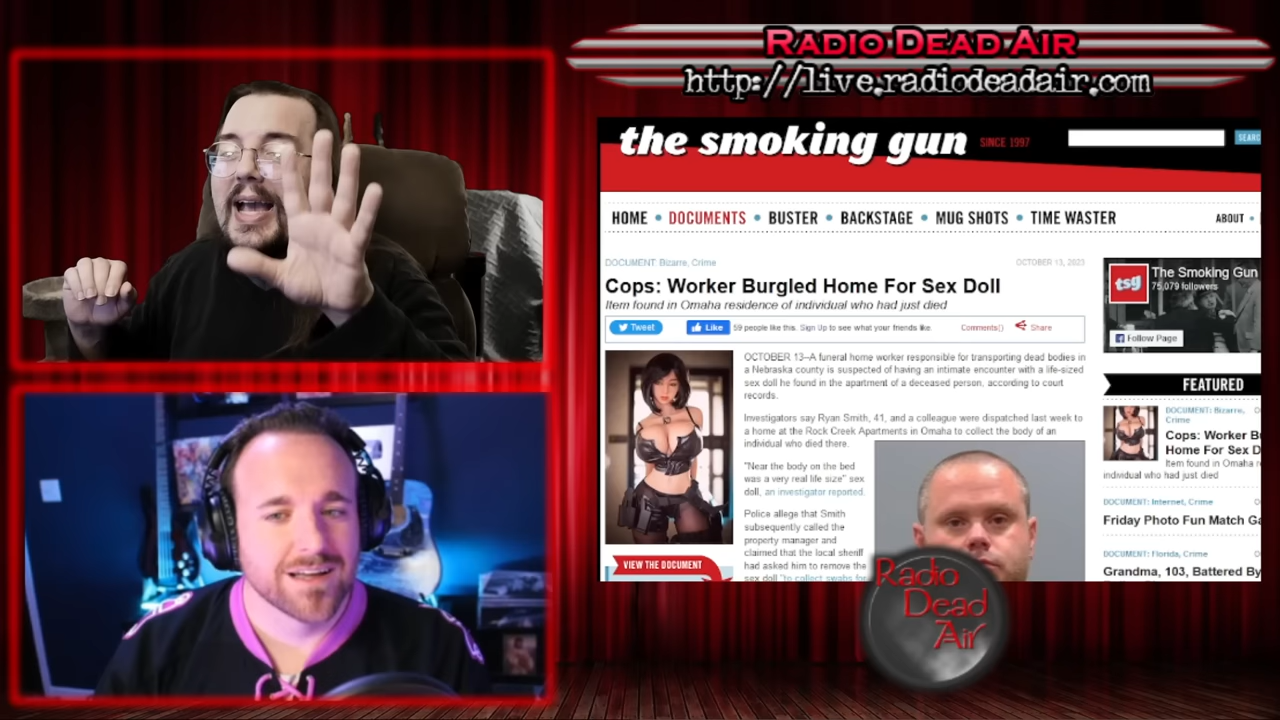 RADIO DEAD AIR
http://live.radiodeadair.com
the smoking gun
SINCE 1997
SEARC
HOME • DOCUMENTS • BUSTER • BACKSTAGE • MUG SHOTS • TIME WASTER
ABOUT •
DOCUMENT: Bizarre, Crime
OCTOBER 13, 2023
Cops: Worker Burgled Home For Sex Doll
Item found in Omaha residence of individual who had just died
Tweet
Like
59 people like this. Sign Up to see what your friends like.
Comments()
Share
OCTOBER 13--A funeral home worker responsible for transporting dead bodies in
a Nebraska county is suspected of having an intimate encounter with a life-sized
sex doll he found in the apartment of a deceased person, according to court
records.
Investigators say Ryan Smith, 41, and a colleague were dispatched last week to
a home at the Rock Creek Apartments in Omaha to collect the body of an
individual who died there.
"Near the body on the bed
was a very real life size" sex
doll, an investigator reported.
Police allege that Smith
subsequently called the
property manager and
claimed that the local sheriff
had asked him to remove the
sex doll "to collect swabs for
VIEW THE DOCUMENT
tsg
The Smoking Gun
75,079 followers
Follow Page
FEATURED
DOCUMENT: Bizarre,
Crime
Cops: Worker B
Home For Sex D
Item found in Omaha re
individual who had just died
DOCUMENT: Internet, Crime
Friday Photo Fun Match Ga
DOCUMENT: Florida, Crime
Grandma, 103, Battered By
Radio
Dead
Air